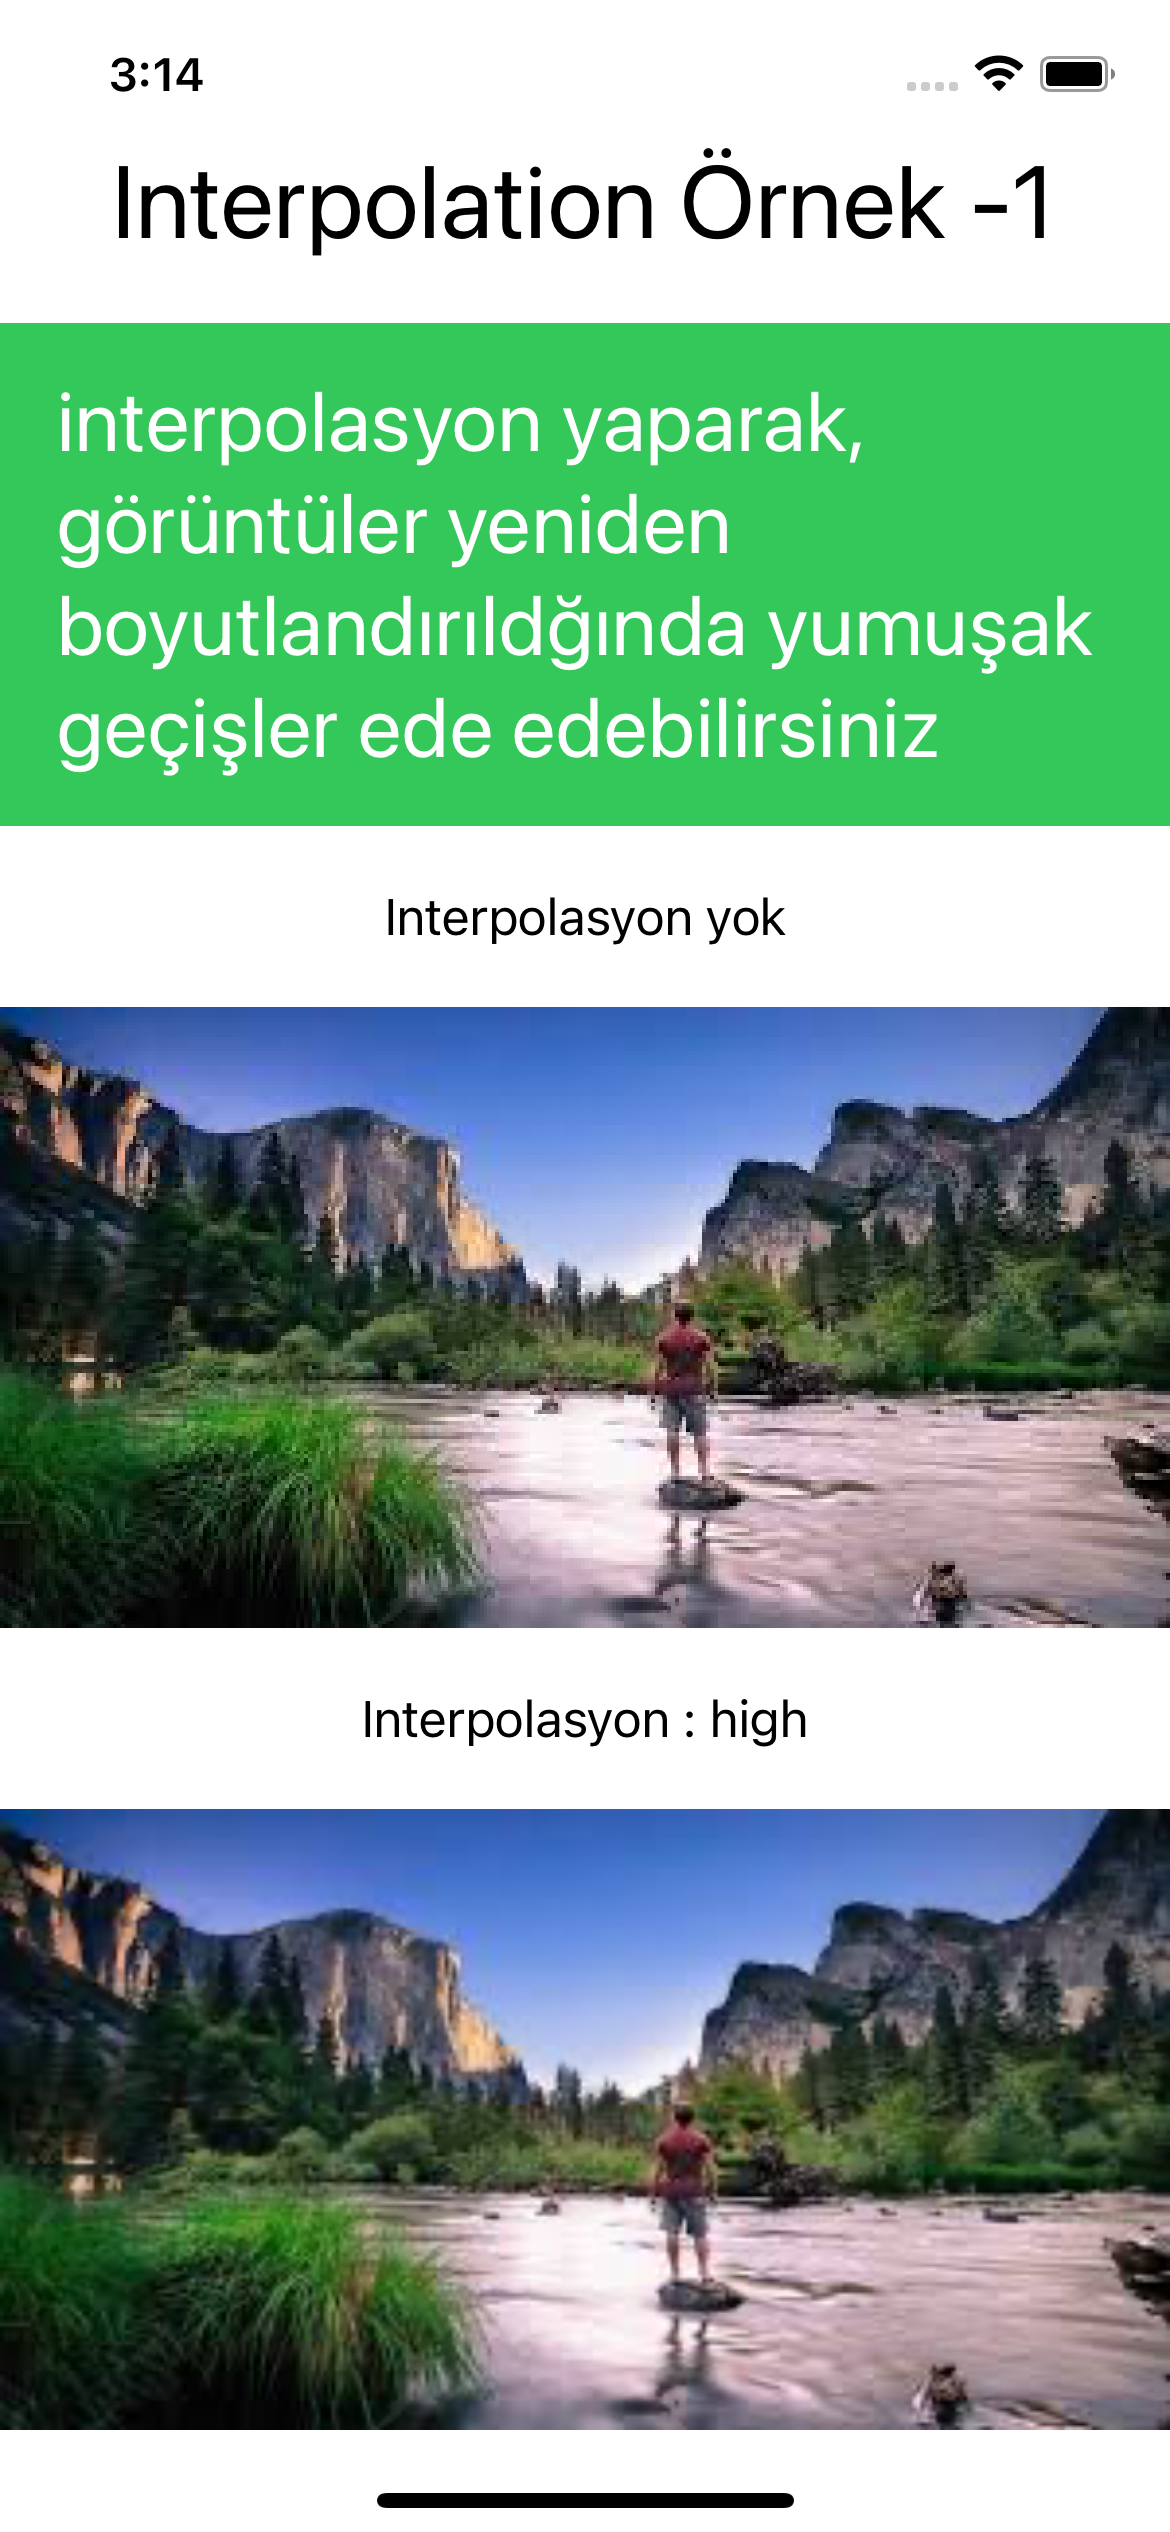 3:14
Interpolation Örnek -1
interpolasyon yaparak,
görüntüler yeniden
boyutlandırıldğında yumuşak
geçişler ede edebilirsiniz
Interpolasyon yok
Interpolasyon : high